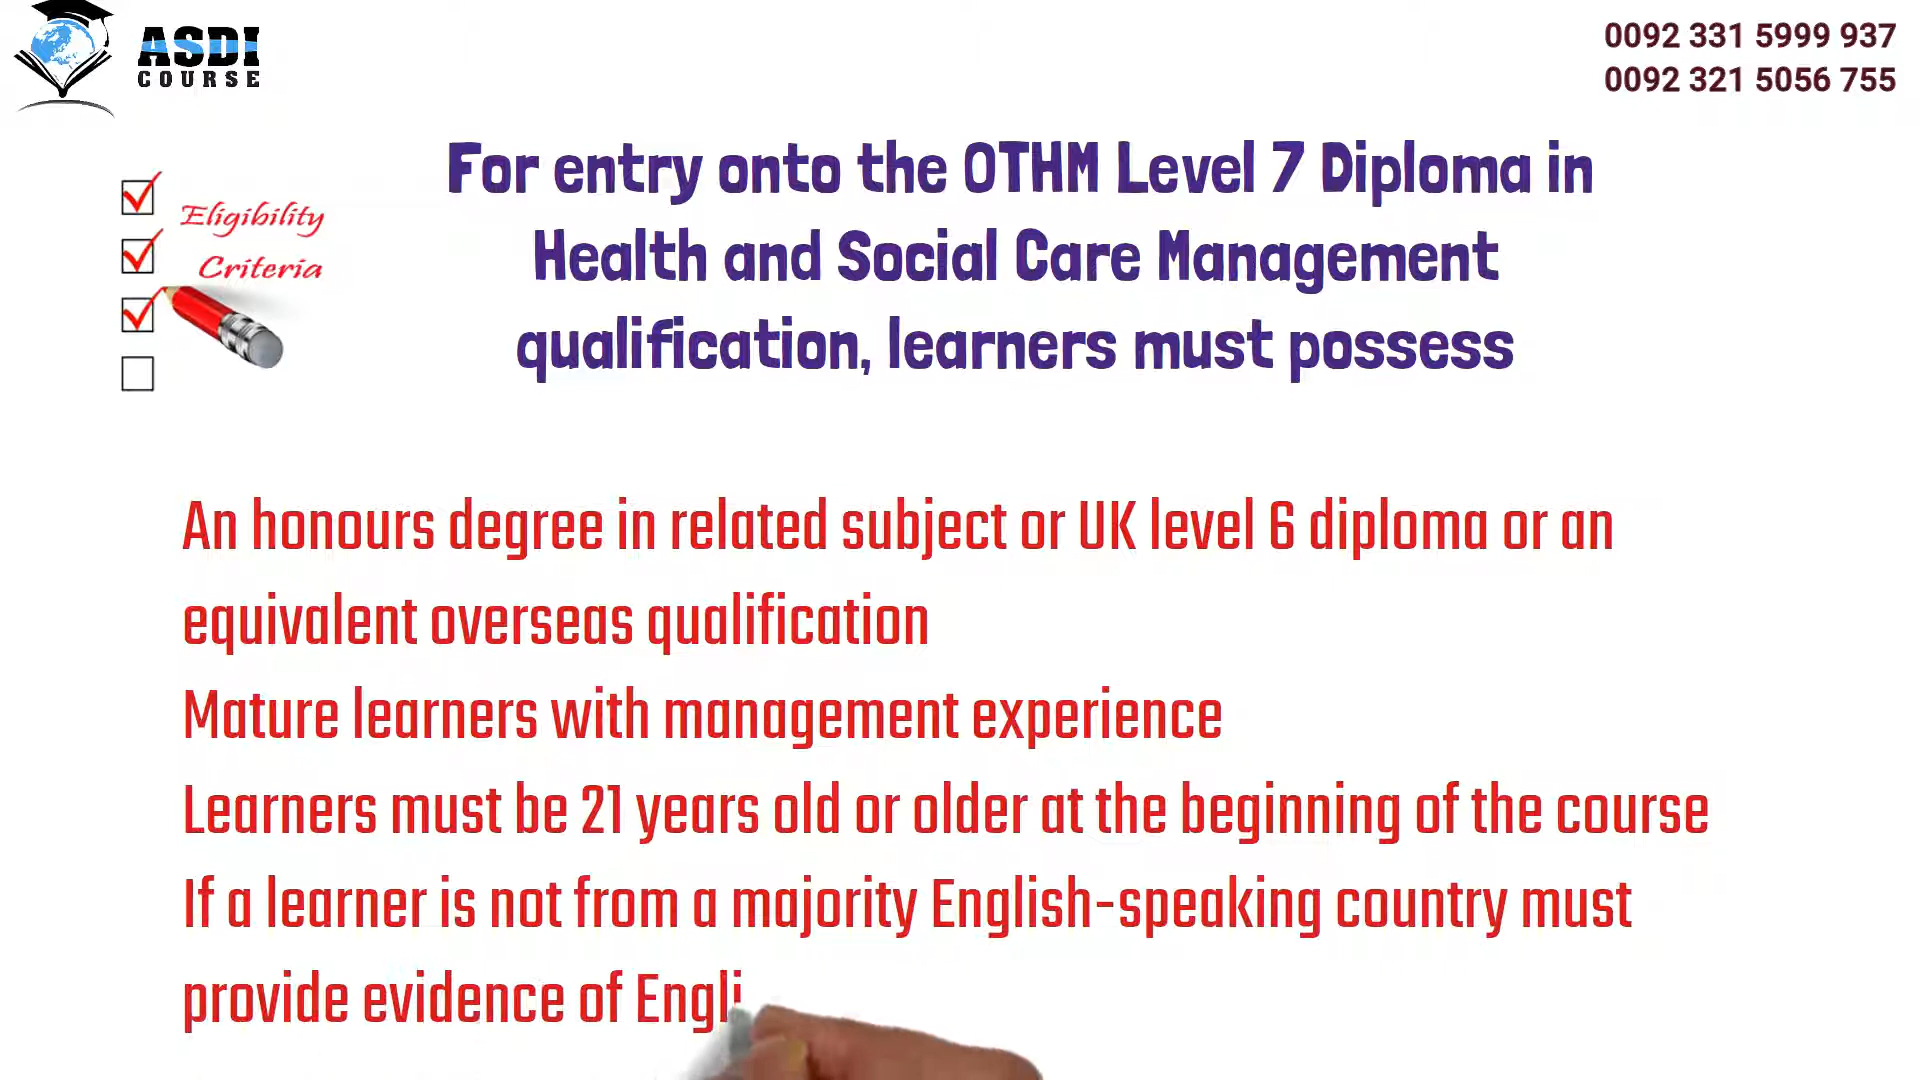 ASDI
COURSE
0092 331 5999 937
0092 321 5056 755
Eligibility
Criteria
For entry onto the OTHM Level 7 Diploma in
Health and Social Care Management
qualification, learners must possess
An honours degree in related subject or UK level 6 diploma or an
equivalent overseas qualification
Mature learners with management experience
Learners must be 21 years old or older at the beginning of the course
If a learner is not from a majority English-speaking country must
provide evidence of Engli